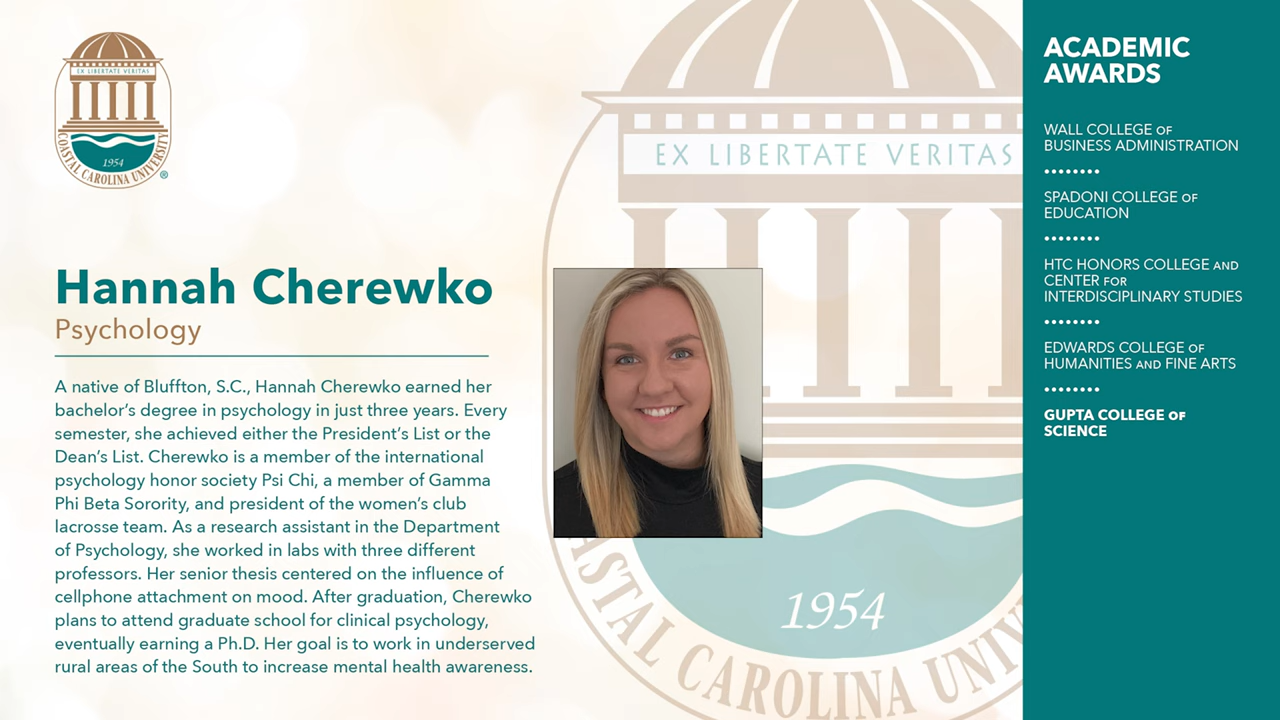 EX LIBERTATE VERITAS
COASTAL CAROLINA UNIVERSITY
1954
®
Hannah Cherewko
Psychology
A native of Bluffton, S.C., Hannah Cherewko earned her
bachelor’s degree in psychology in just three years. Every
semester, she achieved either the President’s List or the
Dean’s List. Cherewko is a member of the international
psychology honor society Psi Chi, a member of Gamma
Phi Beta Sorority, and president of the women’s club
lacrosse team. As a research assistant in the Department
of Psychology, she worked in labs with three different
professors. Her senior thesis centered on the influence of
cellphone attachment on mood. After graduation, Cherewko
plans to attend graduate school for clinical psychology,
eventually earning a Ph.D. Her goal is to work in underserved
rural areas of the South to increase mental health awareness.
EX LIBERTATE VERITAS
1954
ASTAL CAROLINA UNIV
ACADEMIC
AWARDS
WALL COLLEGE OF
BUSINESS ADMINISTRATION
SPADONI COLLEGE OF
EDUCATION
HTC HONORS COLLEGE AND
CENTER FOR
INTERDISCIPLINARY STUDIES
EDWARDS COLLEGE OF
HUMANITIES AND FINE ARTS
GUPTA COLLEGE OF
SCIENCE